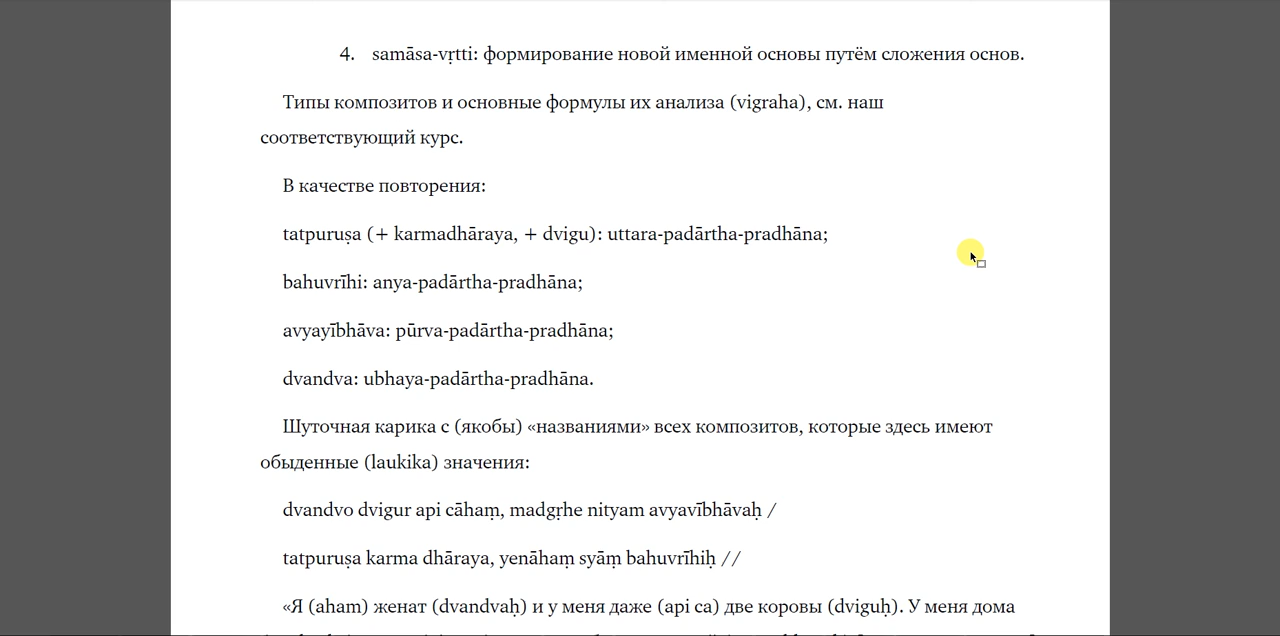 4. samāsa-vṛtti: формирование новой именной основы путём сложения основ.
Типы композитов и основные формулы их анализа (vigraha), см. наш
соответствующий курс.
В качестве повторения:
tatpuruṣa (+ karmadhāraya, + dvigu): uttara-padārtha-pradhāna;
bahuvrīhi: anya-padārtha-pradhāna;
avyayībhāva: pūrva-padārtha-pradhāna;
dvandva: ubhaya-padārtha-pradhāna.
Шуточная карика с (якобы) «названиями» всех композитов, которые здесь имеют
обыденные (laukika) значения:
dvandvo dvigur api cāhaṃ, madgṛhe nityam avyavībhāvaḥ /
tatpuruṣa karma dhāraya, yenāhaṃ syāṃ bahuvrīhiḥ //
«Я (aham) женат (dvandvaḥ) и у меня даже (api ca) две коровы (dviguḥ). У меня дома